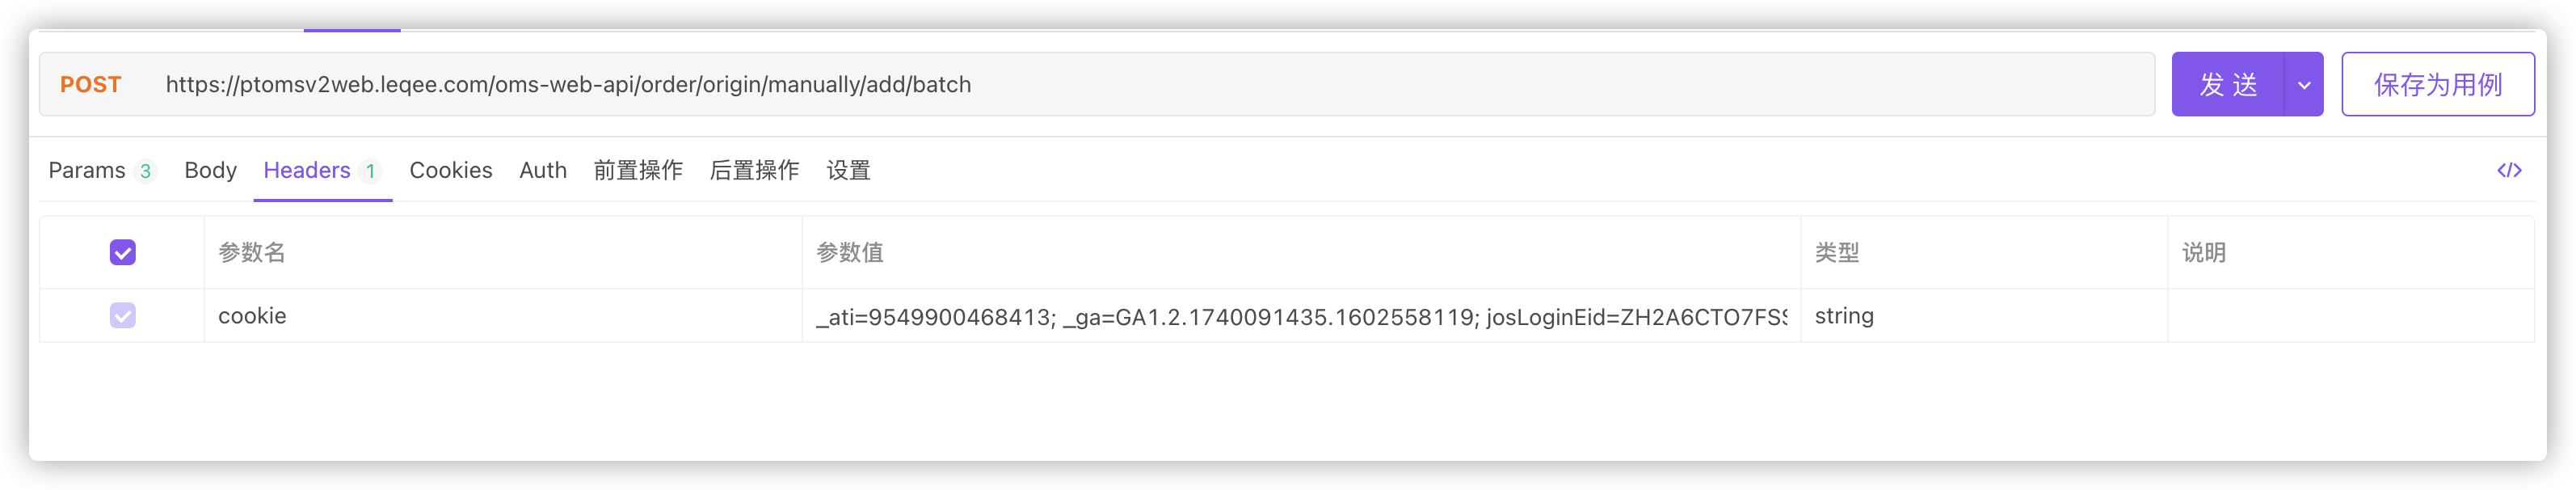 POST https://ptomsv2web.leqee.com/oms-web-api/order/origin/manually/add/batch 发 送 保存为用例
Params 3 Body Headers 1 Cookies Auth 前置操作 后置操作 设置 </>
参数名 参数值 类型 说明
cookie _ati=9549900468413; _ga=GA1.2.1740091435.1602558119; josLoginEid=ZH2A6CTO7FS string